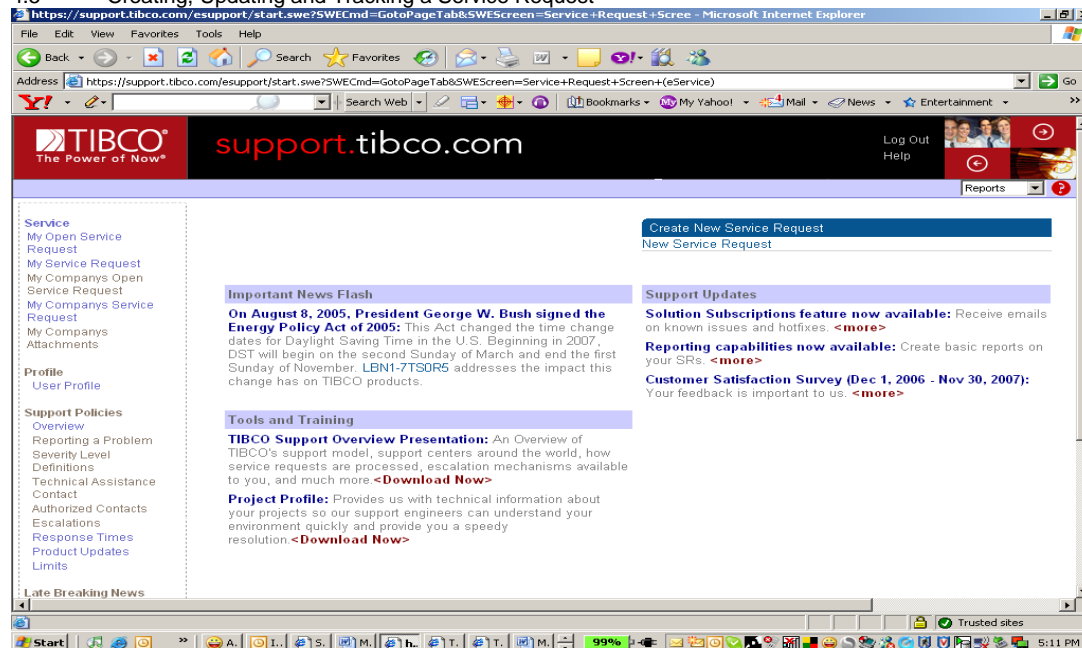 Creating, Updating and Tracking a Service Request
https://support.tibco.com/esupport/start.swe?SWECmd=GotoPageTab&SWEScreen=Service+Request+Scree - Microsoft Internet Explorer
File Edit View Favorites Tools Help
Back Search Favorites
Address https://support.tibco.com/esupport/start.swe?SWECmd=GotoPageTab&SWEScreen=Service+Request+Screen+(eService) Go
Y! Search Web Bookmarks My Yahoo! Mail News Entertainment »
TIBCO®
The Power of Now®
support.tibco.com
Log Out
Help
Reports ?
Service
My Open Service
Request
My Service Request
My Companys Open
Service Request
My Companys Service
Request
My Companys
Attachments
Profile
User Profile
Support Policies
Overview
Reporting a Problem
Severity Level
Definitions
Technical Assistance
Contact
Authorized Contacts
Escalations
Response Times
Product Updates
Limits
Late Breaking News
Create New Service Request
New Service Request
Important News Flash
On August 8, 2005, President George W. Bush signed the
Energy Policy Act of 2005: This Act changed the time change
dates for Daylight Saving Time in the U.S. Beginning in 2007,
DST will begin on the second Sunday of March and end the first
Sunday of November. LBN1-7TS0R5 addresses the impact this
change has on TIBCO products.
Tools and Training
TIBCO Support Overview Presentation: An Overview of
TIBCO's support model, support centers around the world, how
service requests are processed, escalation mechanisms available
to you, and much more.<Download Now>
Project Profile: Provides us with technical information about
your projects so our support engineers can understand your
environment quickly and provide you a speedy
resolution.<Download Now>
Support Updates
Solution Subscriptions feature now available: Receive emails
on known issues and hotfixes. <more>
Reporting capabilities now available: Create basic reports on
your SRs. <more>
Customer Satisfaction Survey (Dec 1, 2006 - Nov 30, 2007):
Your feedback is important to us. <more>
Trusted sites
Start » A. I.. S. M. h.. T. T. M. 99% 5:11 PM